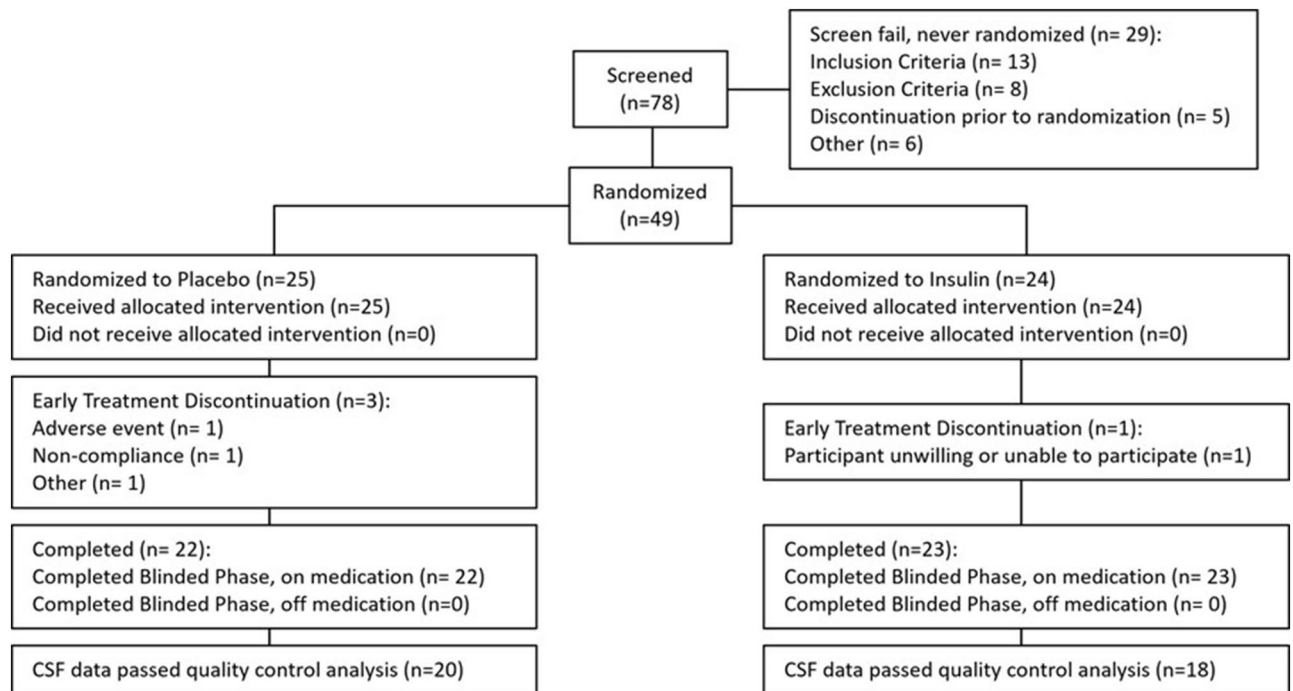 Screened
(n=78)
Screen fail, never randomized (n= 29):
Inclusion Criteria (n= 13)
Exclusion Criteria (n= 8)
Discontinuation prior to randomization (n= 5)
Other (n= 6)
Randomized
(n=49)
Randomized to Placebo (n=25)
Received allocated intervention (n=25)
Did not receive allocated intervention (n=0)
Randomized to Insulin (n=24)
Received allocated intervention (n=24)
Did not receive allocated intervention (n=0)
Early Treatment Discontinuation (n=3):
Adverse event (n= 1)
Non-compliance (n= 1)
Other (n= 1)
Early Treatment Discontinuation (n=1):
Participant unwilling or unable to participate (n=1)
Completed (n= 22):
Completed Blinded Phase, on medication (n= 22)
Completed Blinded Phase, off medication (n=0)
Completed (n=23):
Completed Blinded Phase, on medication (n= 23)
Completed Blinded Phase, off medication (n= 0)
CSF data passed quality control analysis (n=20)
CSF data passed quality control analysis (n=18)